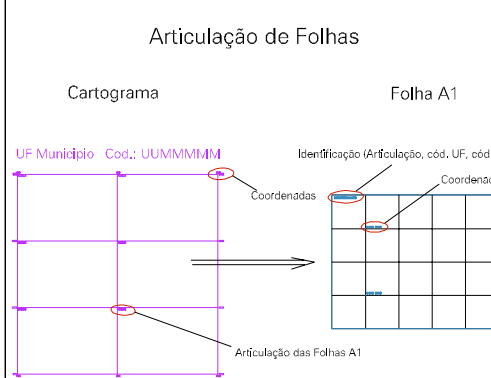 Articulação de Folhas
Cartograma
Folha A1
UF Municipio Cod.: UUMMMMM
Identificação (Articulação, cód. UF, cód
Coordenadas
Coordenad
Articulação das Folhas A1